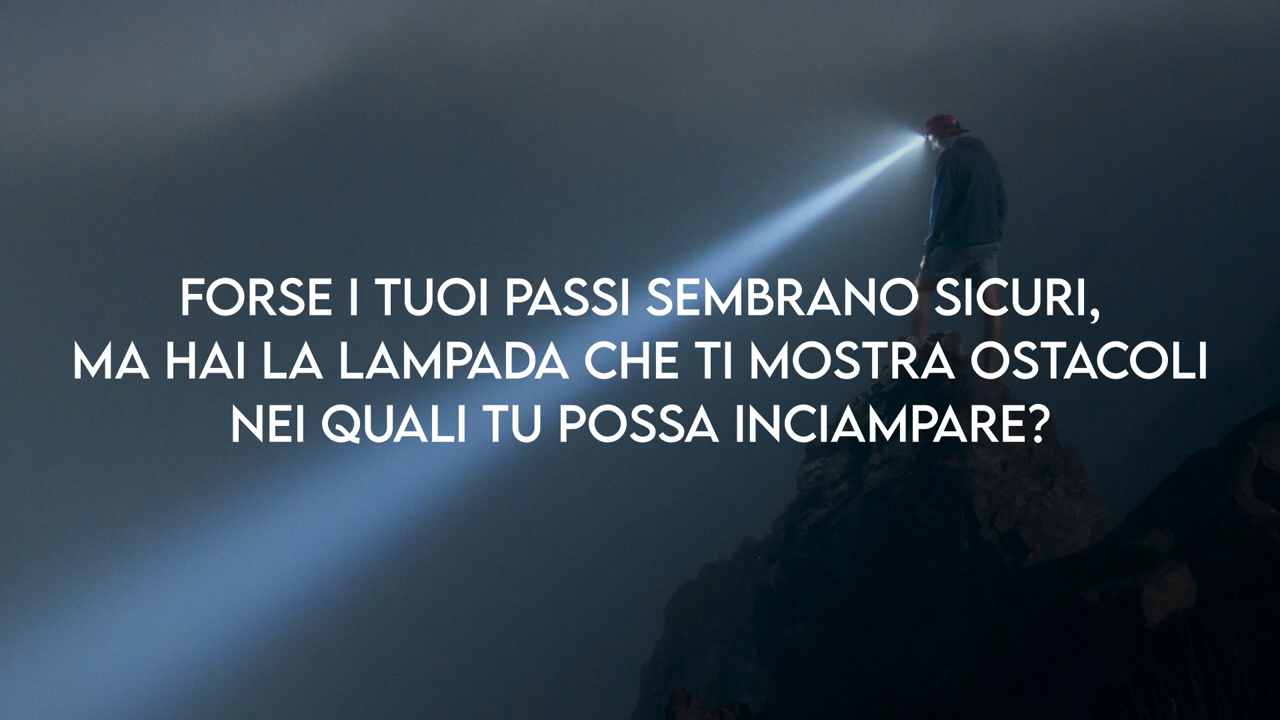 FORSE I TUOI PASSI SEMBRANO SICURI,
MA HAI LA LAMPADA CHE TI MOSTRA OSTACOLI
NEI QUALI TU POSSA INCIAMPARE?